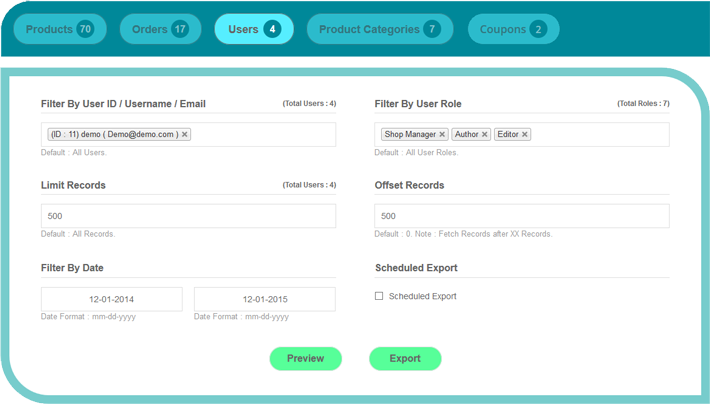 Products 70 Orders 17 Users 4 Product Categories 7 Coupons 2
Filter By User ID / Username / Email (Total Users : 4)
(ID : 11) demo ( Demo@demo.com ) ×
Default : All Users.
Filter By User Role (Total Roles : 7)
Shop Manager × Author × Editor ×
Default : All User Roles.
Limit Records (Total Users : 4)
500
Default : All Records.
Offset Records
500
Default : 0. Note : Fetch Records after XX Records.
Filter By Date
12-01-2014 12-01-2015
Date Format : mm-dd-yyyy Date Format : mm-dd-yyyy
Scheduled Export
Scheduled Export
Preview Export